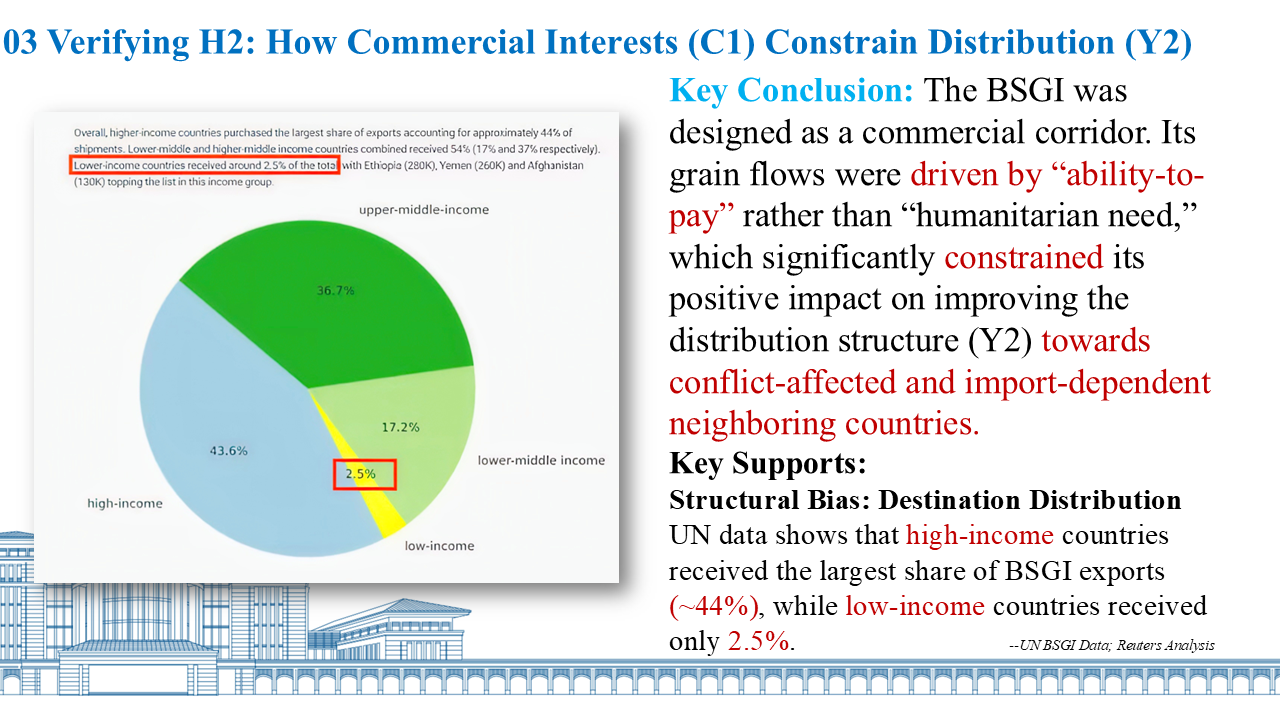 03 Verifying H2: How Commercial Interests (C1) Constrain Distribution (Y2)
Overall, higher-income countries purchased the largest share of exports accounting for approximately 44% of
shipments. Lower-middle and higher-middle income countries combined received 54% (17% and 37% respectively).
Lower-income countries received around 2.5% of the total with Ethiopia (280K), Yemen (260K) and Afghanistan
(130K) topping the list in this income group.
upper-middle-income
36.7%
17.2%
43.6%
lower-middle income
2.5%
high-income
low-income
Key Conclusion: The BSGI was
designed as a commercial corridor. Its
grain flows were driven by “ability-to-
pay” rather than “humanitarian need,”
which significantly constrained its
positive impact on improving the
distribution structure (Y2) towards
conflict-affected and import-dependent
neighboring countries.
Key Supports:
Structural Bias: Destination Distribution
UN data shows that high-income countries
received the largest share of BSGI exports
(~44%), while low-income countries received
only 2.5%.
--UN BSGI Data; Reuters Analysis